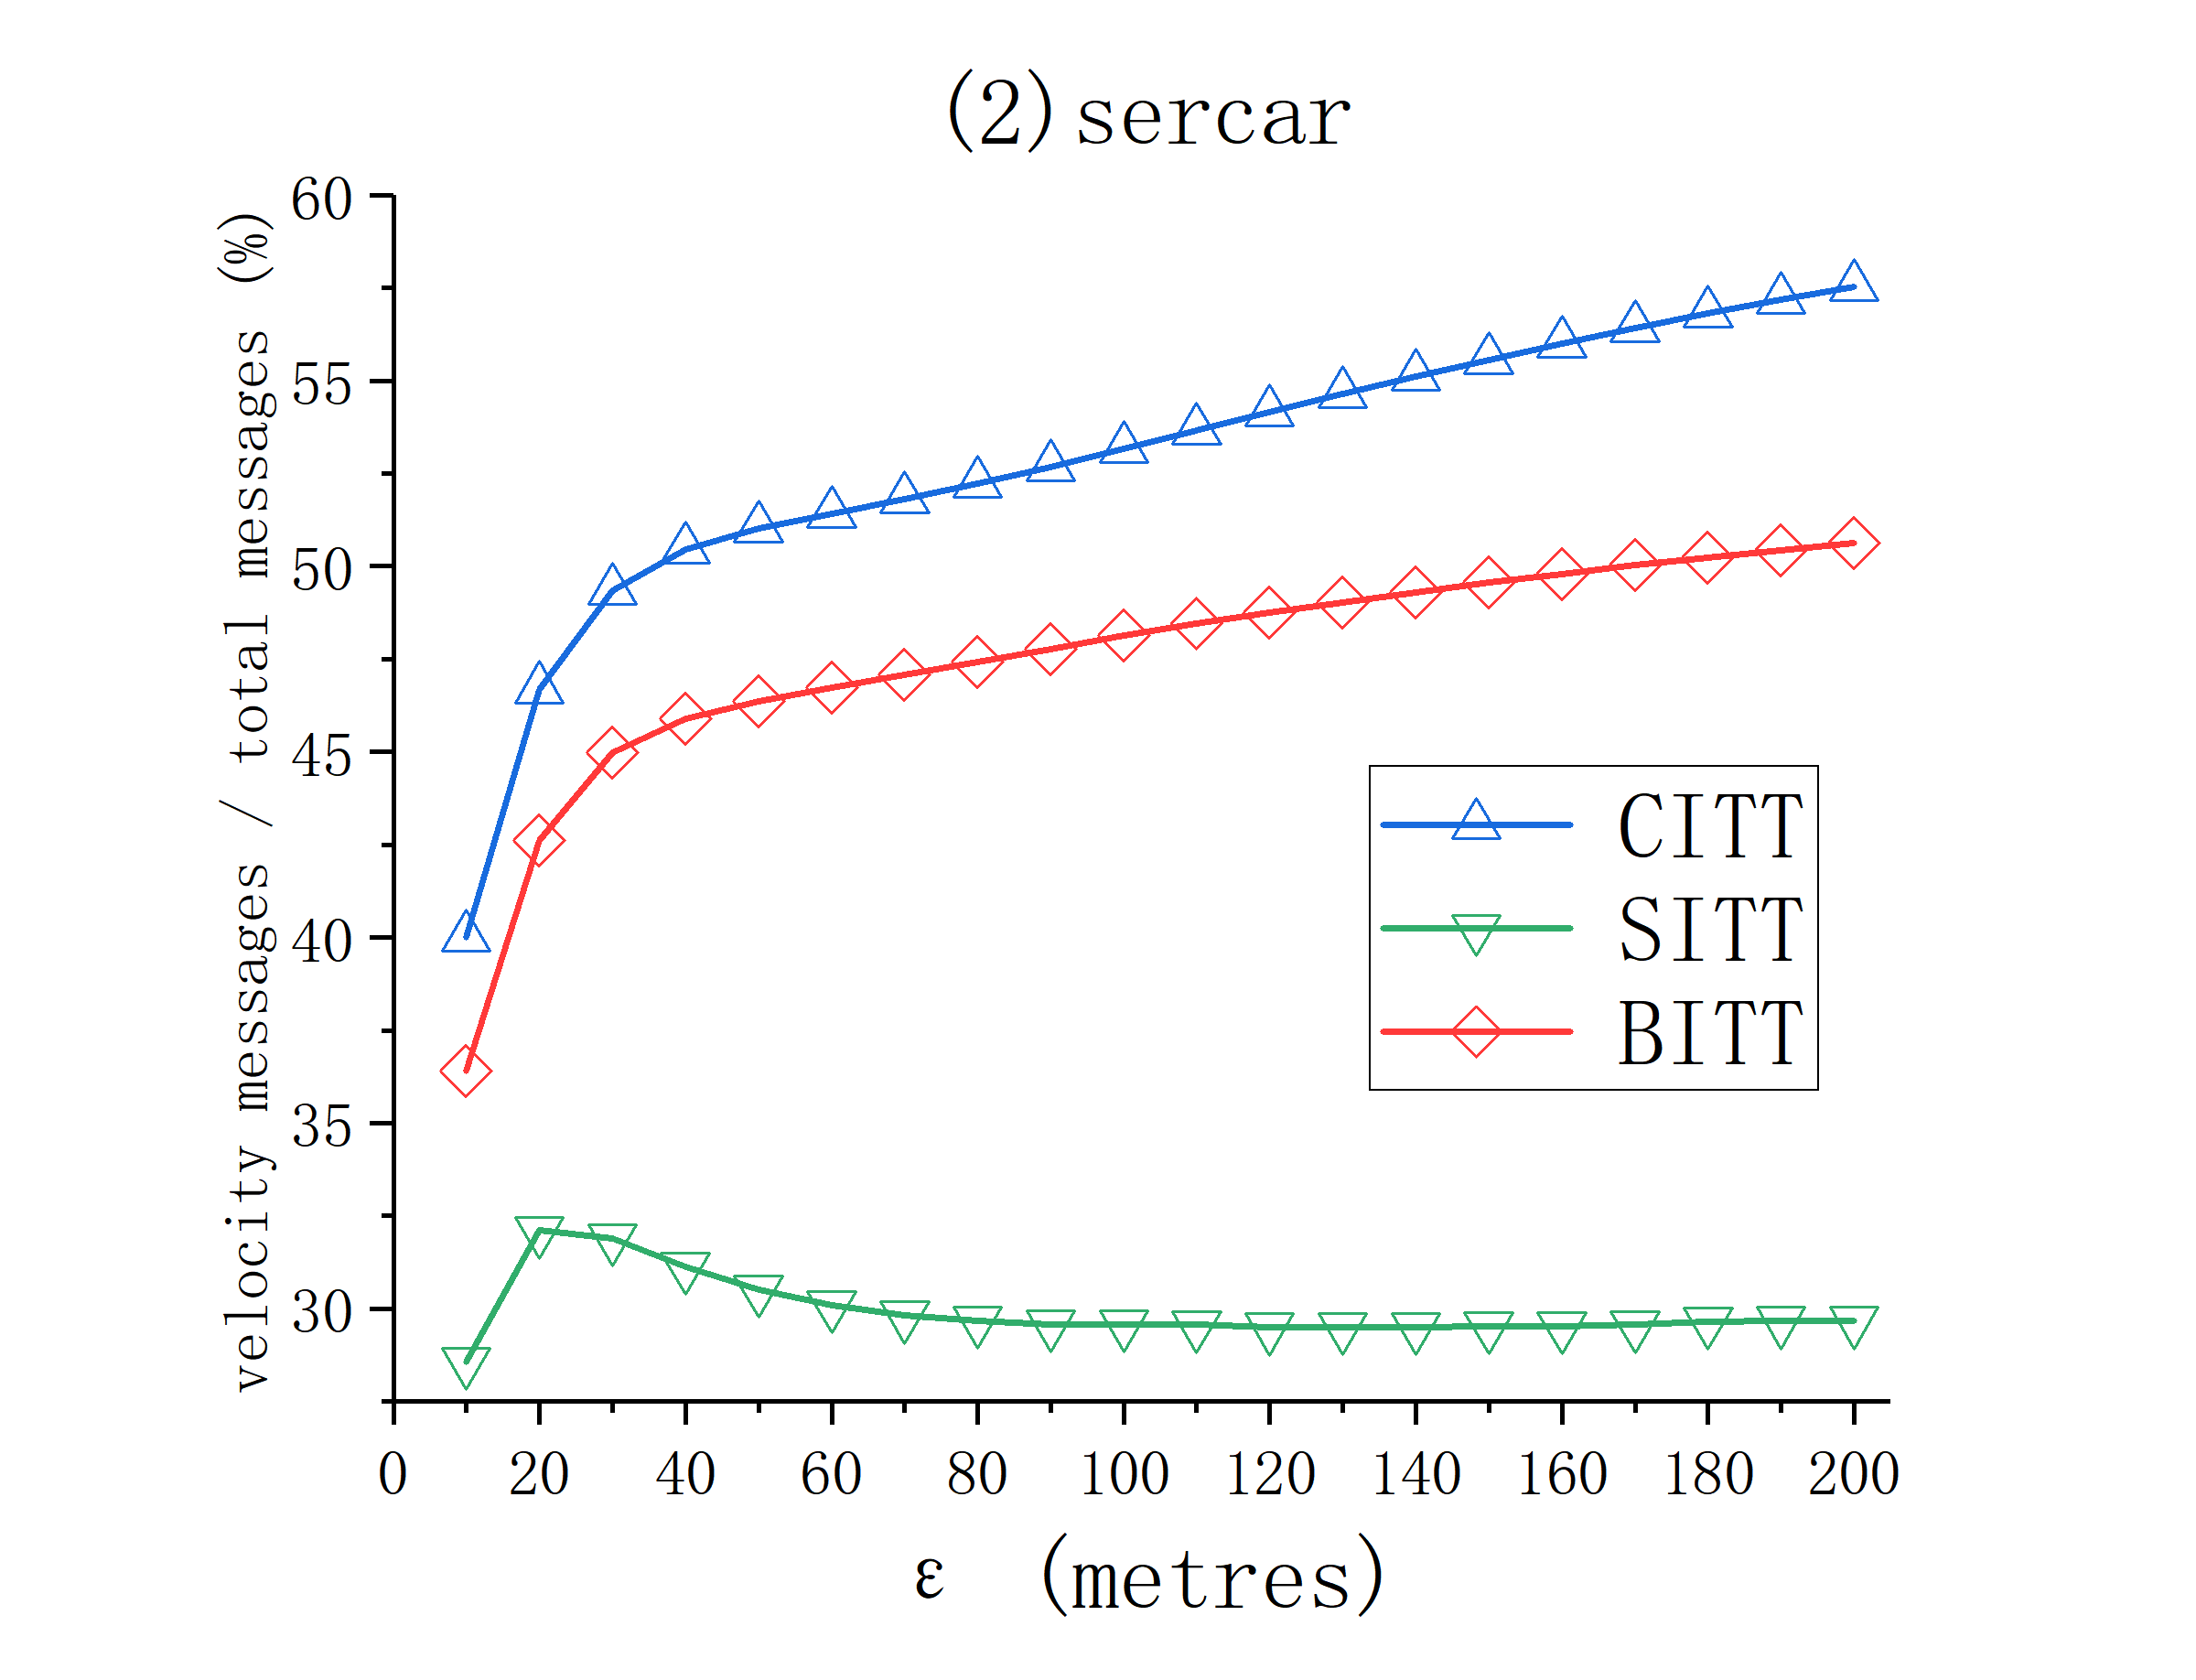 (2)sercar
velocity messages / total messages (%)
60
55
50
45
40
35
30
CITT
SITT
BITT
0 20 40 60 80 100 120 140 160 180 200
ε (metres)